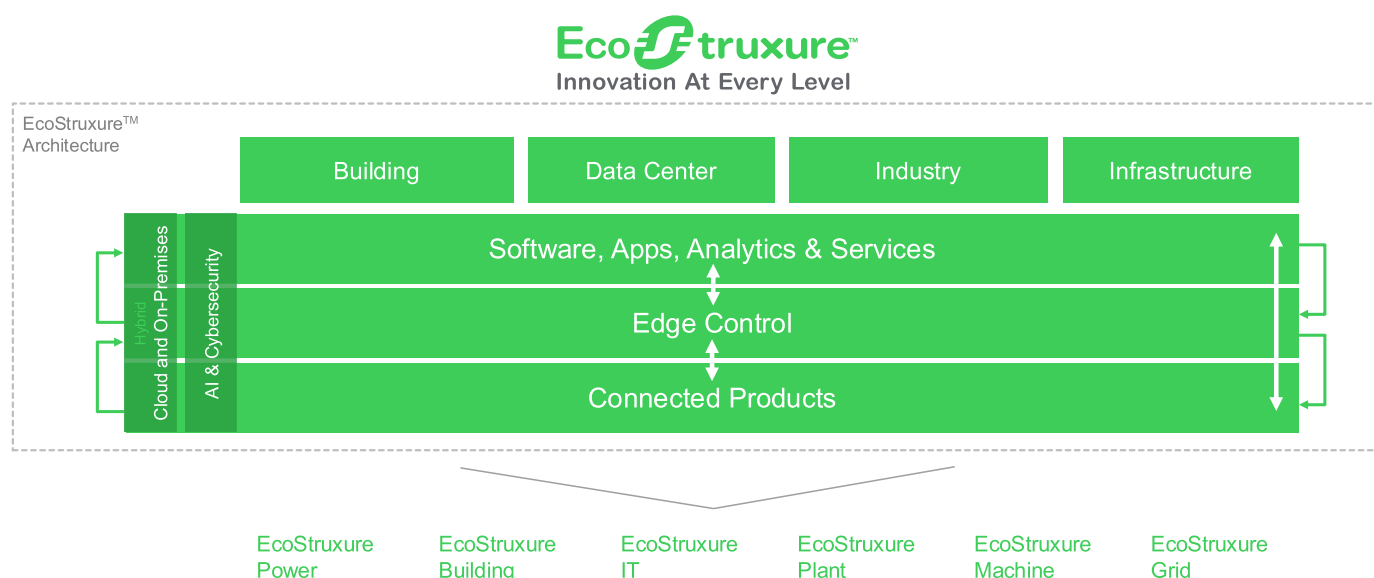 EcoStruxure™
Innovation At Every Level
EcoStruxure™
Architecture
Building
Data Center
Industry
Infrastructure
Hybrid
Cloud and On-Premises
AI & Cybersecurity
Software, Apps, Analytics & Services
Edge Control
Connected Products
EcoStruxure
Power
EcoStruxure
Building
EcoStruxure
IT
EcoStruxure
Plant
EcoStruxure
Machine
EcoStruxure
Grid